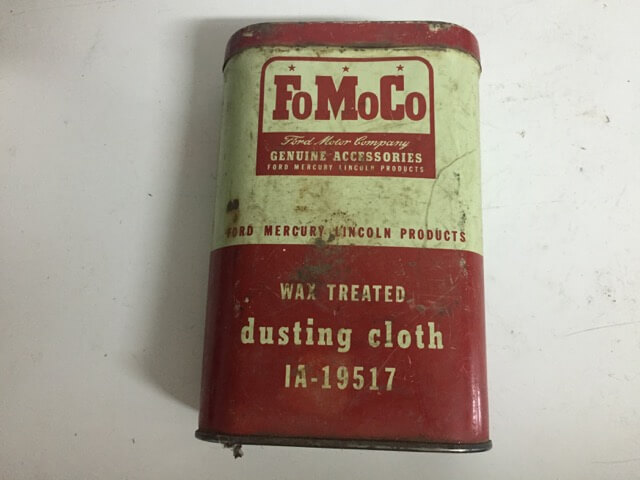 FoMoCo
Ford Motor Company
GENUINE ACCESSORIES
FORD MERCURY LINCOLN PRODUCTS
FORD MERCURY LINCOLN PRODUCTS
WAX TREATED
dusting cloth
IA-19517